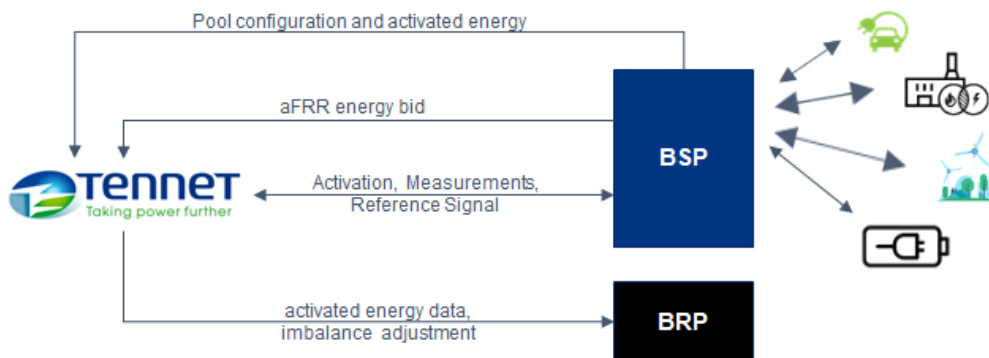 Pool configuration and activated energy
aFRR energy bid
BSP
TenneT
Taking power further
Activation, Measurements,
Reference Signal
activated energy data,
imbalance adjustment
BRP